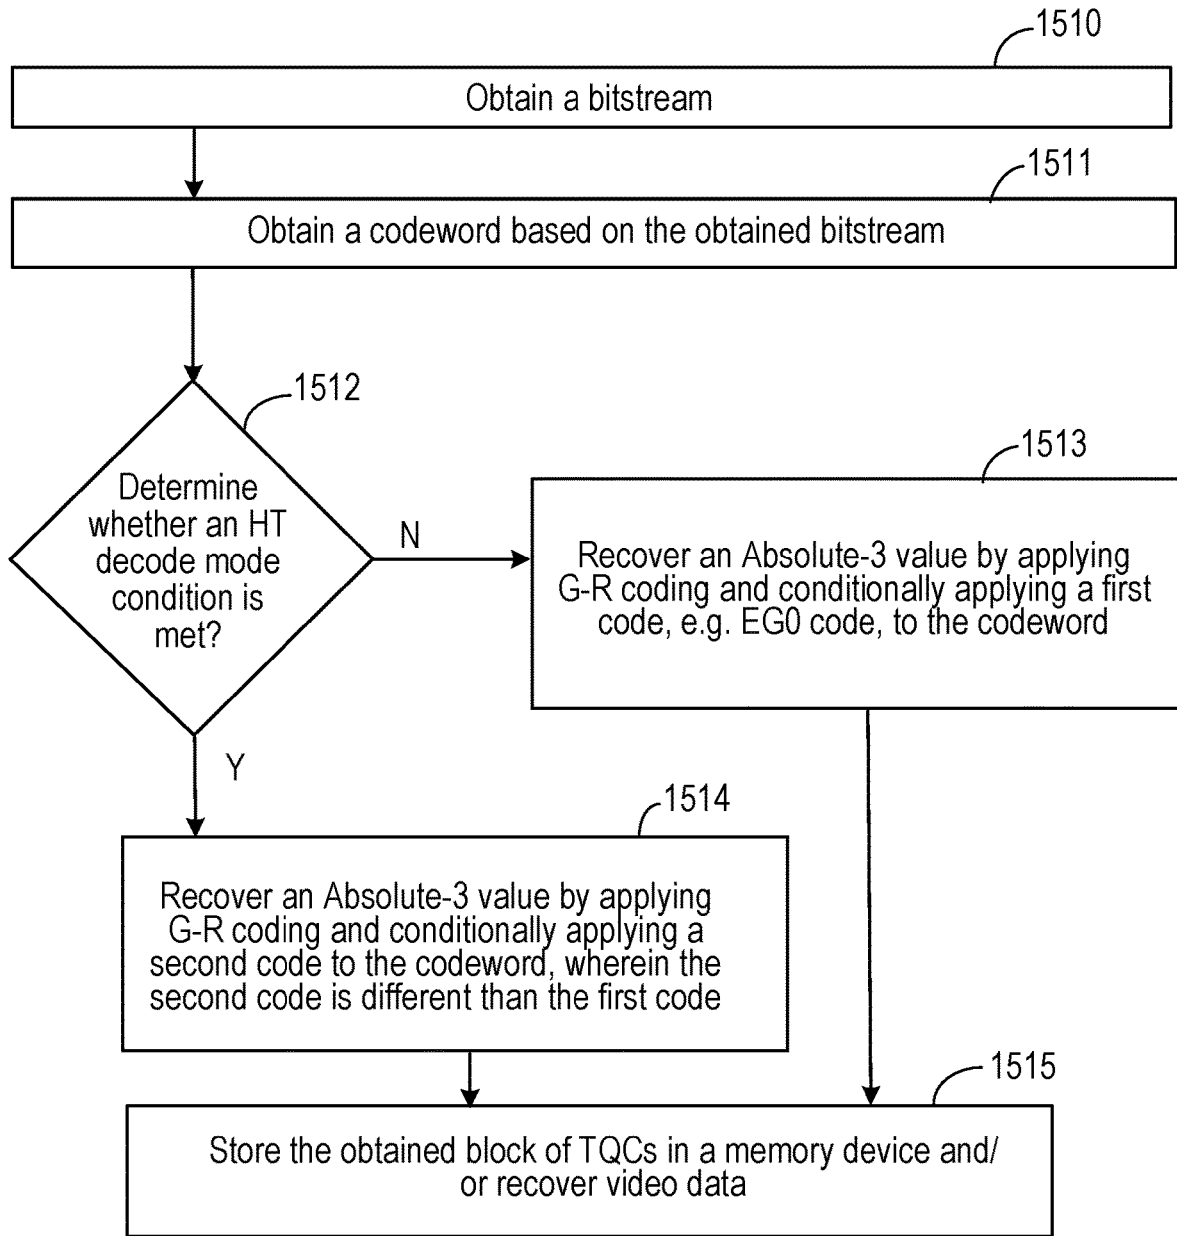 1510
Obtain a bitstream
1511
Obtain a codeword based on the obtained bitstream
1512
Determine
whether an HT
decode mode
condition is
met?
N
1513
Recover an Absolute-3 value by applying
G-R coding and conditionally applying a first
code, e.g. EG0 code, to the codeword
Y
1514
Recover an Absolute-3 value by applying
G-R coding and conditionally applying a
second code to the codeword, wherein the
second code is different than the first code
1515
Store the obtained block of TQCs in a memory device and/
or recover video data